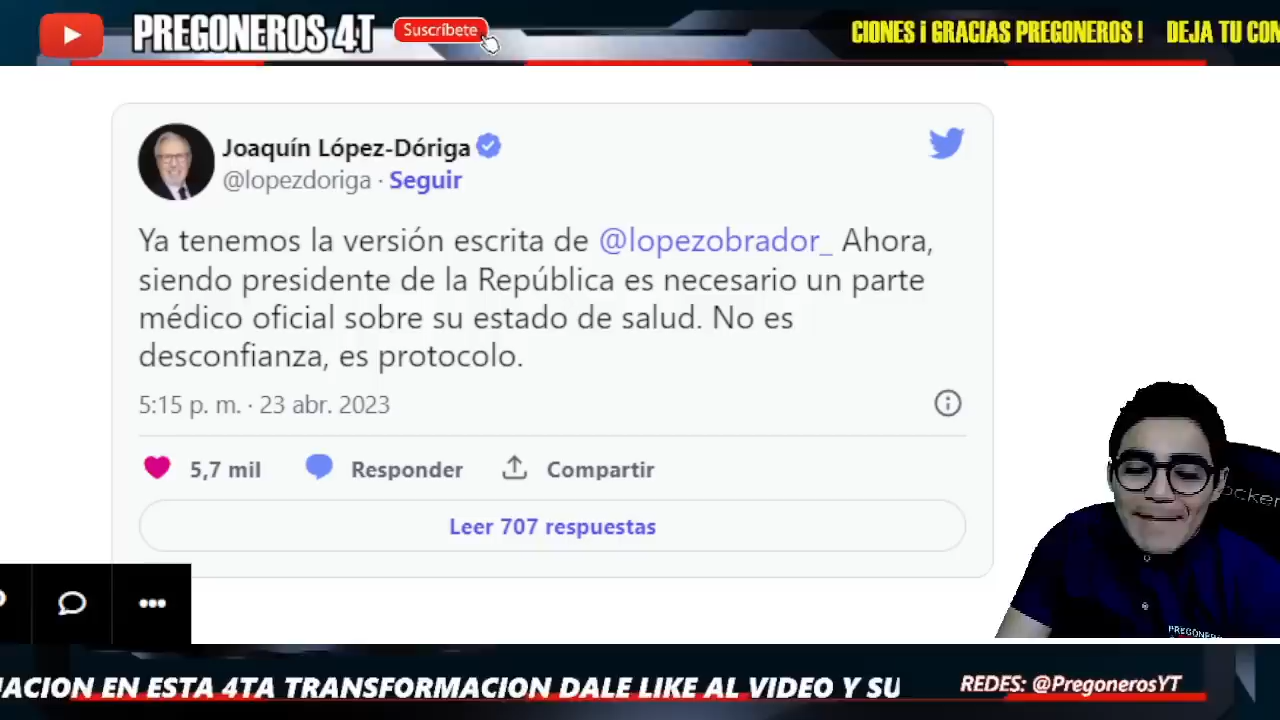 PREGONEROS 4T
Suscríbete
CIONES ¡ GRACIAS PREGONEROS ! DEJA TU
Joaquín López-Dóriga
@lopezdoriga · Seguir
Ya tenemos la versión escrita de @lopezobrador_ Ahora,
siendo presidente de la República es necesario un parte
médico oficial sobre su estado de salud. No es
desconfianza, es protocolo.
5:15 p. m. · 23 abr. 2023
5,7 mil Responder Compartir
Leer 707 respuestas
EN ESTA 4TA TRANSFORMACION DALE LIKE AL VIDEO Y SU
REDES: @PregonerosYT